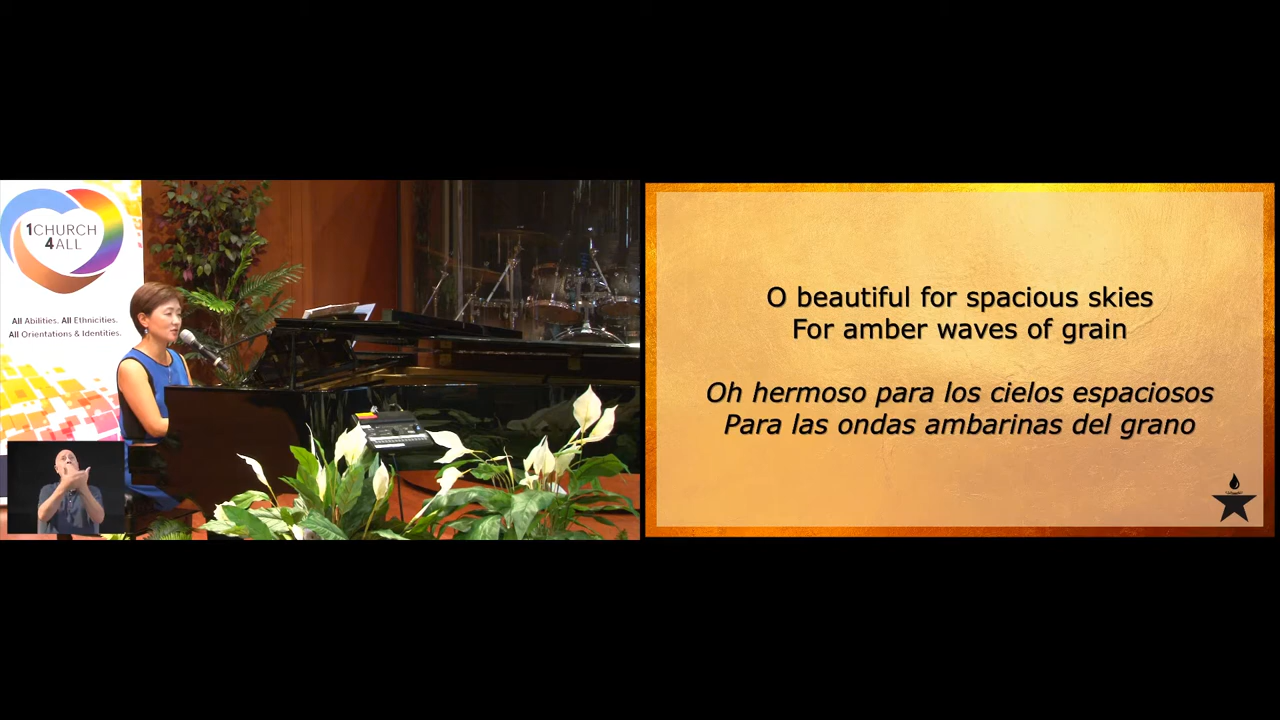 1CHURCH
4ALL
All Abilities. All Ethnicities.
All Orientations & Identities.
O beautiful for spacious skies
For amber waves of grain
Oh hermoso para los cielos espaciosos
Para las ondas ambarinas del grano